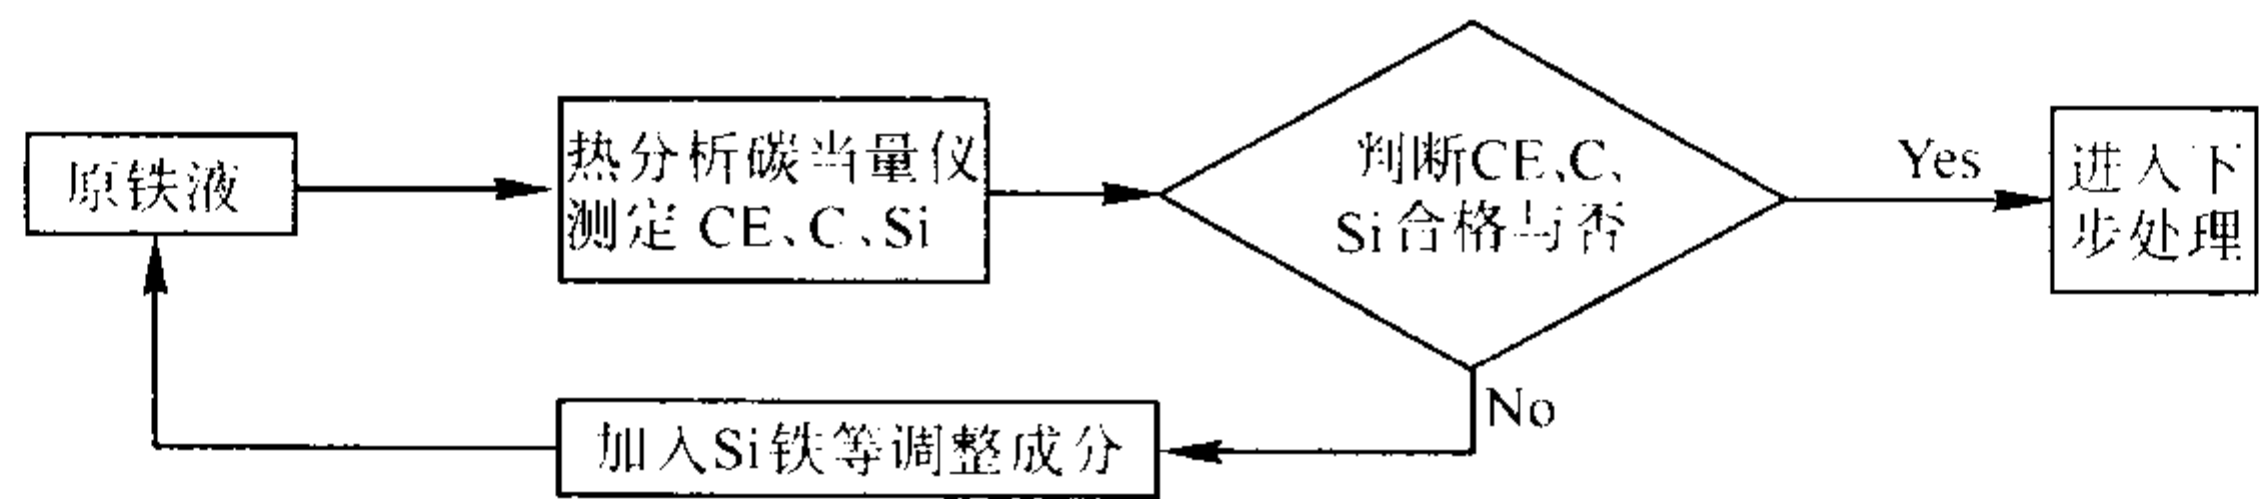 原铁液
热分析碳当量仪
测定 CE、C、Si
判断CE、C、
Si合格与否
Yes
进入下
步处理
No
加入Si铁等调整成分